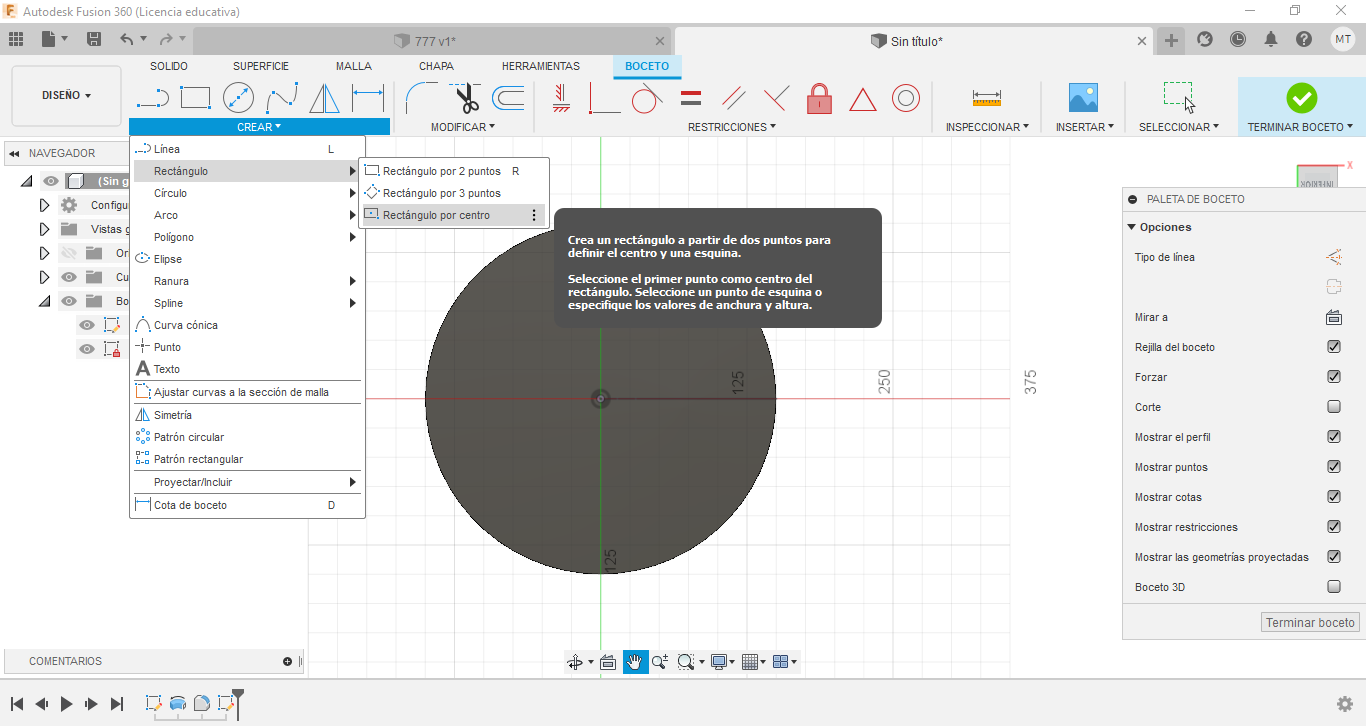 Autodesk Fusion 360 (Licencia educativa)
777 v1*
Sin título*
MT
SOLIDO
SUPERFICIE
MALLA
CHAPA
HERRAMIENTAS
BOCETO
DISEÑO
CREAR
MODIFICAR
RESTRICCIONES
INSPECCIONAR
INSERTAR
SELECCIONAR
TERMINAR BOCETO
NAVEGADOR
(Sin g
Configu
Vistas g
Or
Cu
Bo
Línea L
Rectángulo
Círculo
Arco
Polígono
Elipse
Ranura
Spline
Curva cónica
Punto
Texto
Ajustar curvas a la sección de malla
Simetría
Patrón circular
Patrón rectangular
Proyectar/Incluir
Cota de boceto D
Rectángulo por 2 puntos R
Rectángulo por 3 puntos
Rectángulo por centro
Crea un rectángulo a partir de dos puntos para
definir el centro y una esquina.
Seleccione el primer punto como centro del
rectángulo. Seleccione un punto de esquina o
especifique los valores de anchura y altura.
125
250
375
125
X
INFERIOR
PALETA DE BOCETO
Opciones
Tipo de línea
Mirar a
Rejilla del boceto
Forzar
Corte
Mostrar el perfil
Mostrar puntos
Mostrar cotas
Mostrar restricciones
Mostrar las geometrías proyectadas
Boceto 3D
Terminar boceto
COMENTARIOS